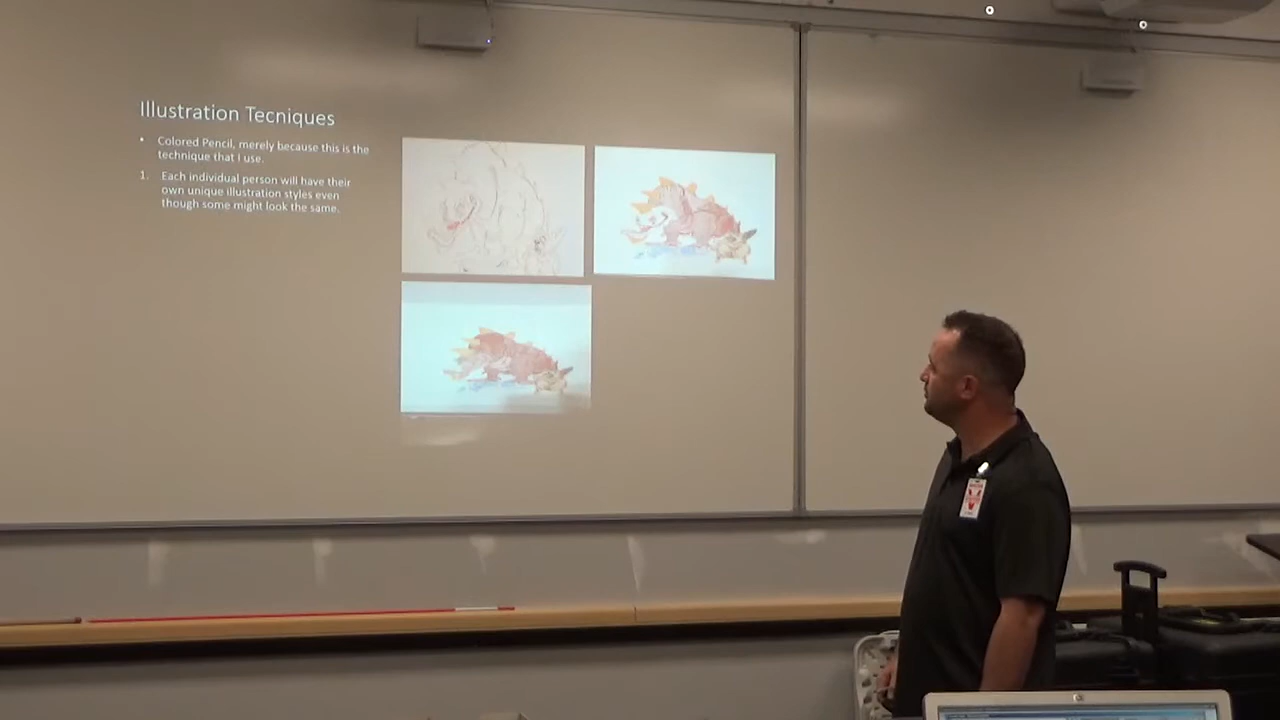 Illustration Tecniques
• Colored Pencil, merely because this is the
technique that I use.
1. Each individual person will have their
own unique illustration styles even
though some might look the same.